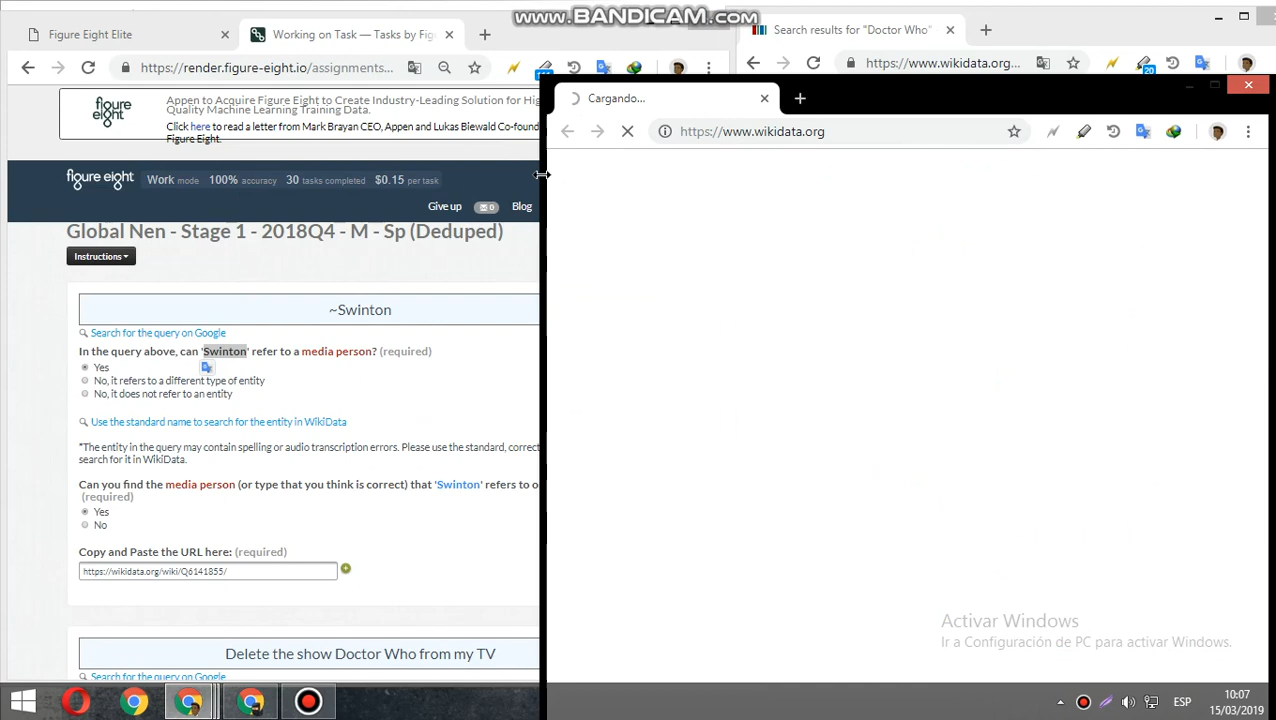 www.BANDICAM.com
Figure Eight Elite
Working on Task — Tasks by Fig
Search results for "Doctor Who"
https://render.figure-eight.io/assignments...
https://www.wikidata.org...
20
figure eight
Appen to Acquire Figure Eight to Create Industry-Leading Solution for Hig
Quality Machine Learning Training Data.
Click here to read a letter from Mark Brayan CEO, Appen and Lukas Biewald Co-foun
Figure Eight.
Cargando...
https://www.wikidata.org
figure eight
Work mode 100% accuracy 30 tasks completed $0.15 per task
Give up 0 Blog
Global Nen - Stage 1 - 2018Q4 - M - Sp (Deduped)
Instructions
~Swinton
Search for the query on Google
In the query above, can 'Swinton' refer to a media person? (required)
Yes
No, it refers to a different type of entity
No, it does not refer to an entity
Use the standard name to search for the entity in WikiData
*The entity in the query may contain spelling or audio transcription errors. Please use the standard, correct
search for it in WikiData.
Can you find the media person (or type that you think is correct) that 'Swinton' refers to o
(required)
Yes
No
Copy and Paste the URL here: (required)
https://wikidata.org/wiki/Q6141855/
Delete the show Doctor Who from my TV
Search for the query on Google
Activar Windows
Ir a Configuración de PC para activar Windows.
ESP
10:07
15/03/2019